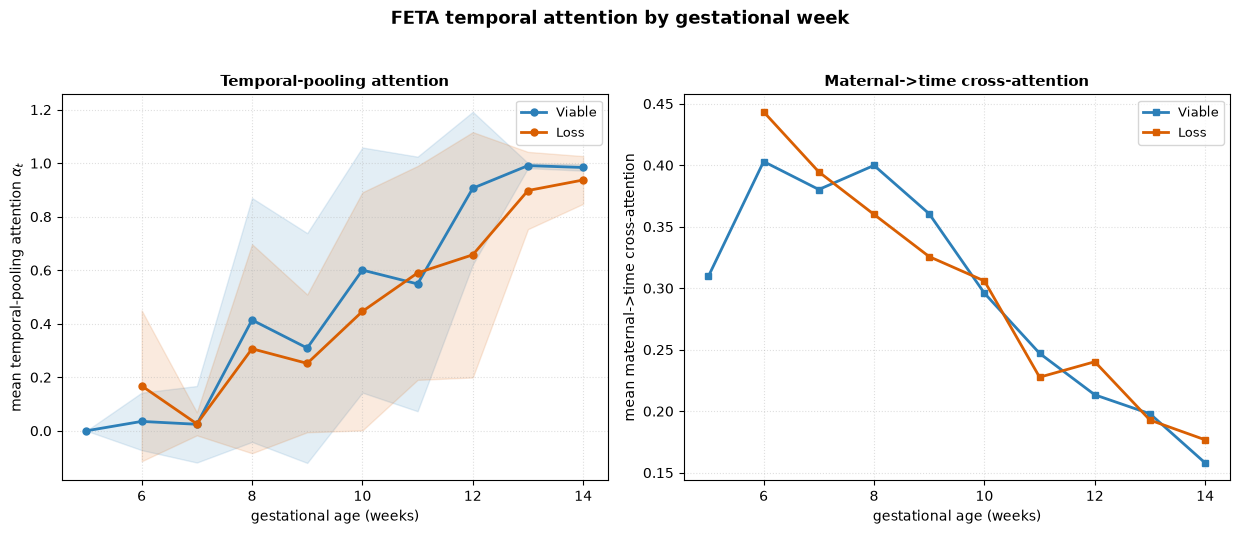 FETA temporal attention by gestational week
Temporal-pooling attention
mean temporal-pooling attention αt
1.2
1.0
0.8
0.6
0.4
0.2
0.0
Viable
Loss
6 8 10 12 14
gestational age (weeks)
Maternal->time cross-attention
mean maternal->time cross-attention
0.45
0.40
0.35
0.30
0.25
0.20
0.15
Viable
Loss
6 8 10 12 14
gestational age (weeks)